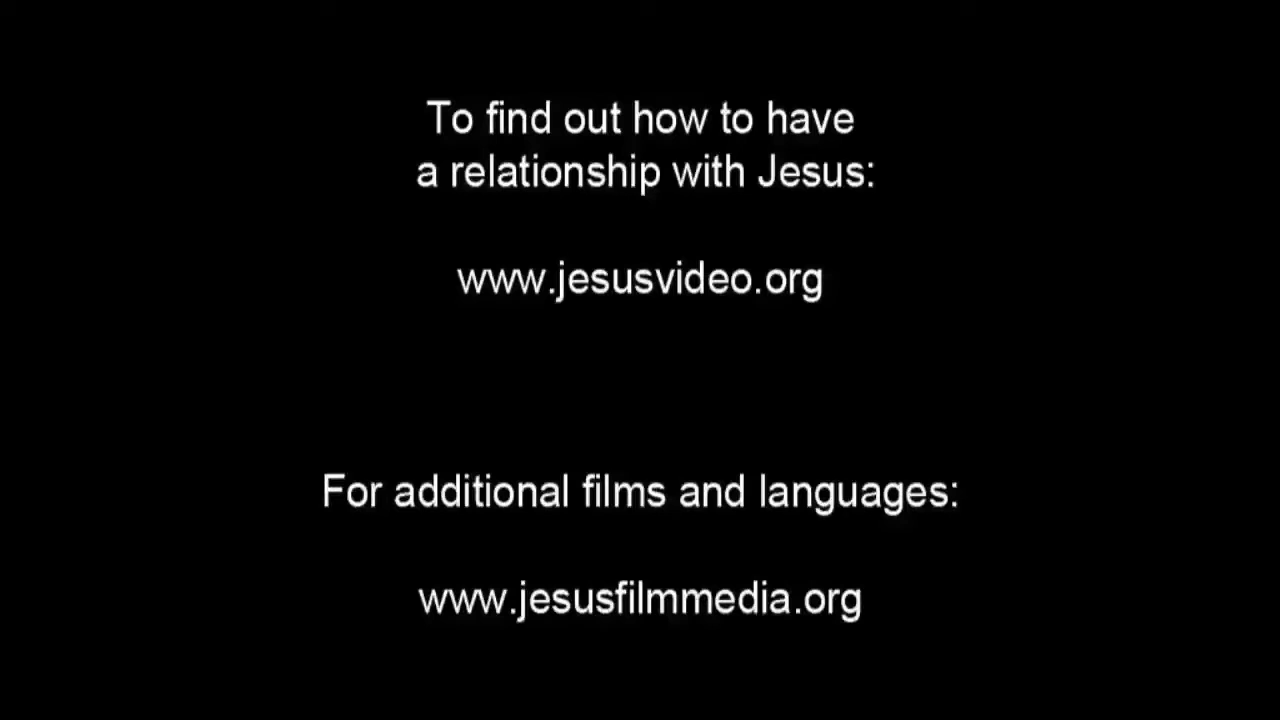 To find out how to have
a relationship with Jesus:
www.jesusvideo.org
For additional films and languages:
www.jesusfilmmedia.org